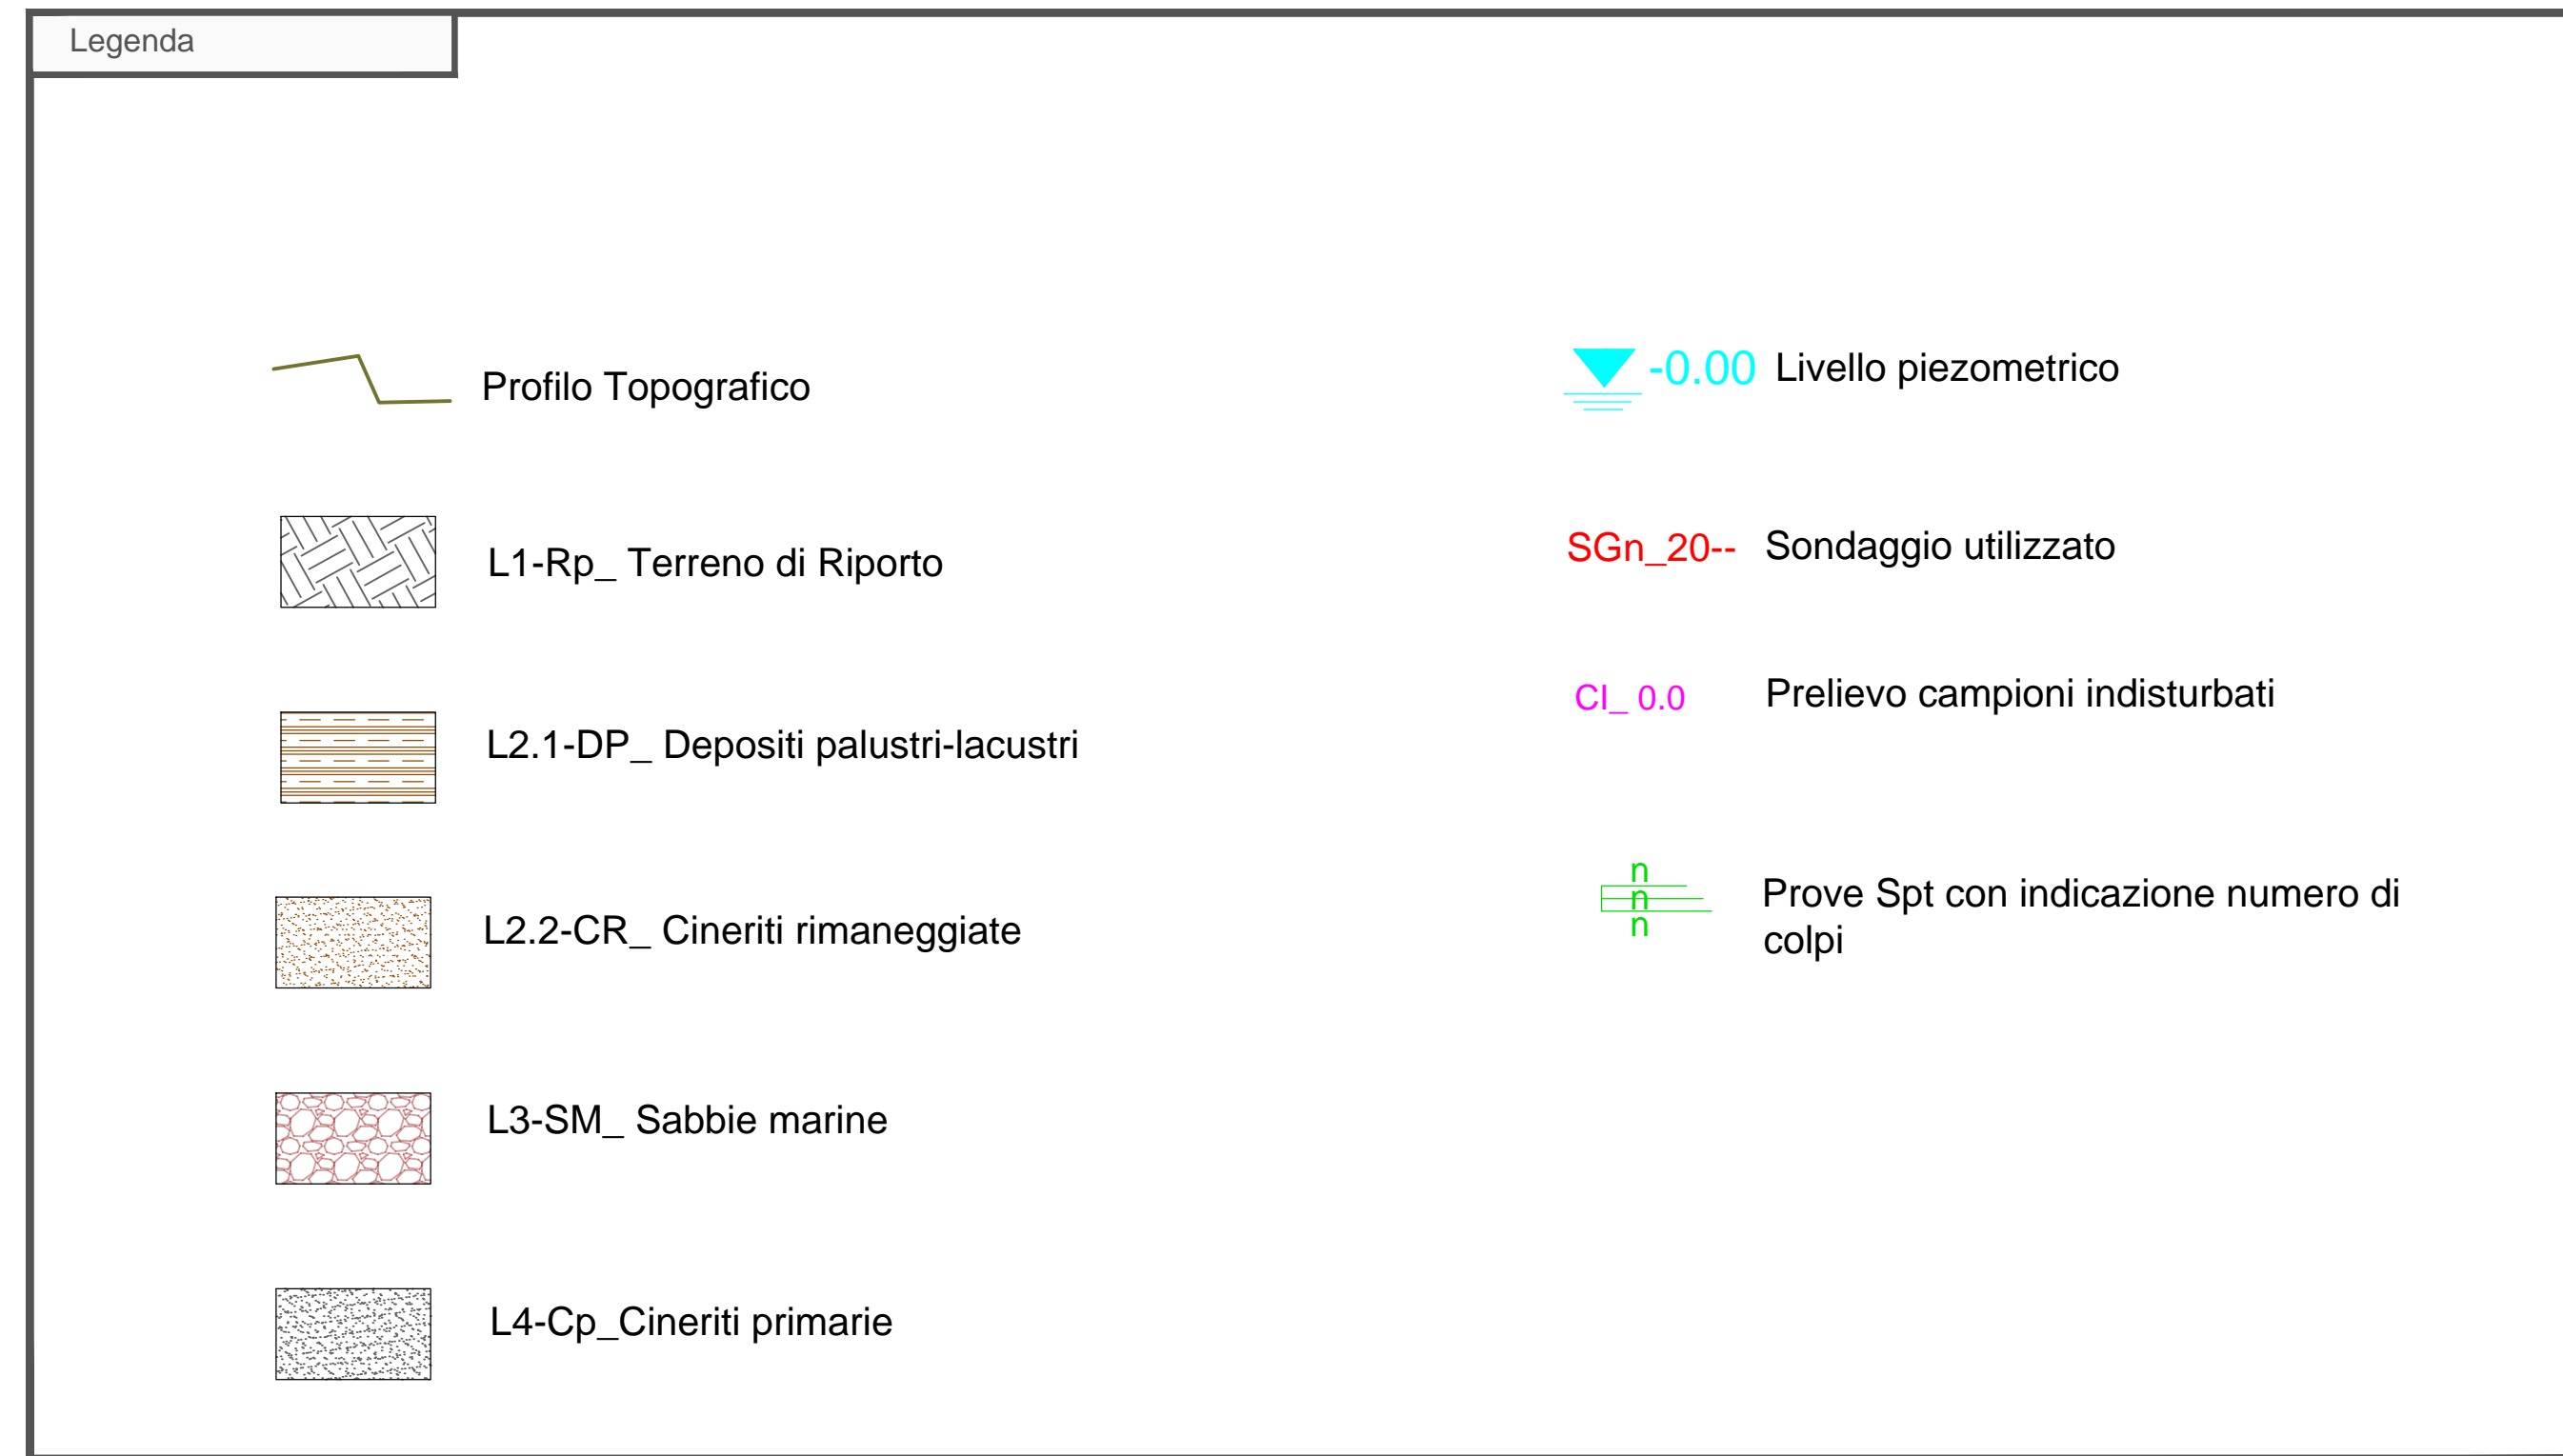 Legenda
Profilo Topografico
L1-Rp_ Terreno di Riporto
L2.1-DP_ Depositi palustri-lacustri
L2.2-CR_ Cineriti rimaneggiate
L3-SM_ Sabbie marine
L4-Cp_Cineriti primarie
-0.00 Livello piezometrico
SGn_20-- Sondaggio utilizzato
CI_ 0.0 Prelievo campioni indisturbati
n
n
n
Prove Spt con indicazione numero di
colpi